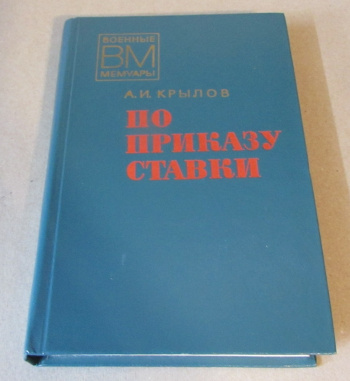 ВОЕННЫЕ
ВМ
МЕМУАРЫ
А.И. КРЫЛОВ
ПО
ПРИКАЗУ
СТАВКИ